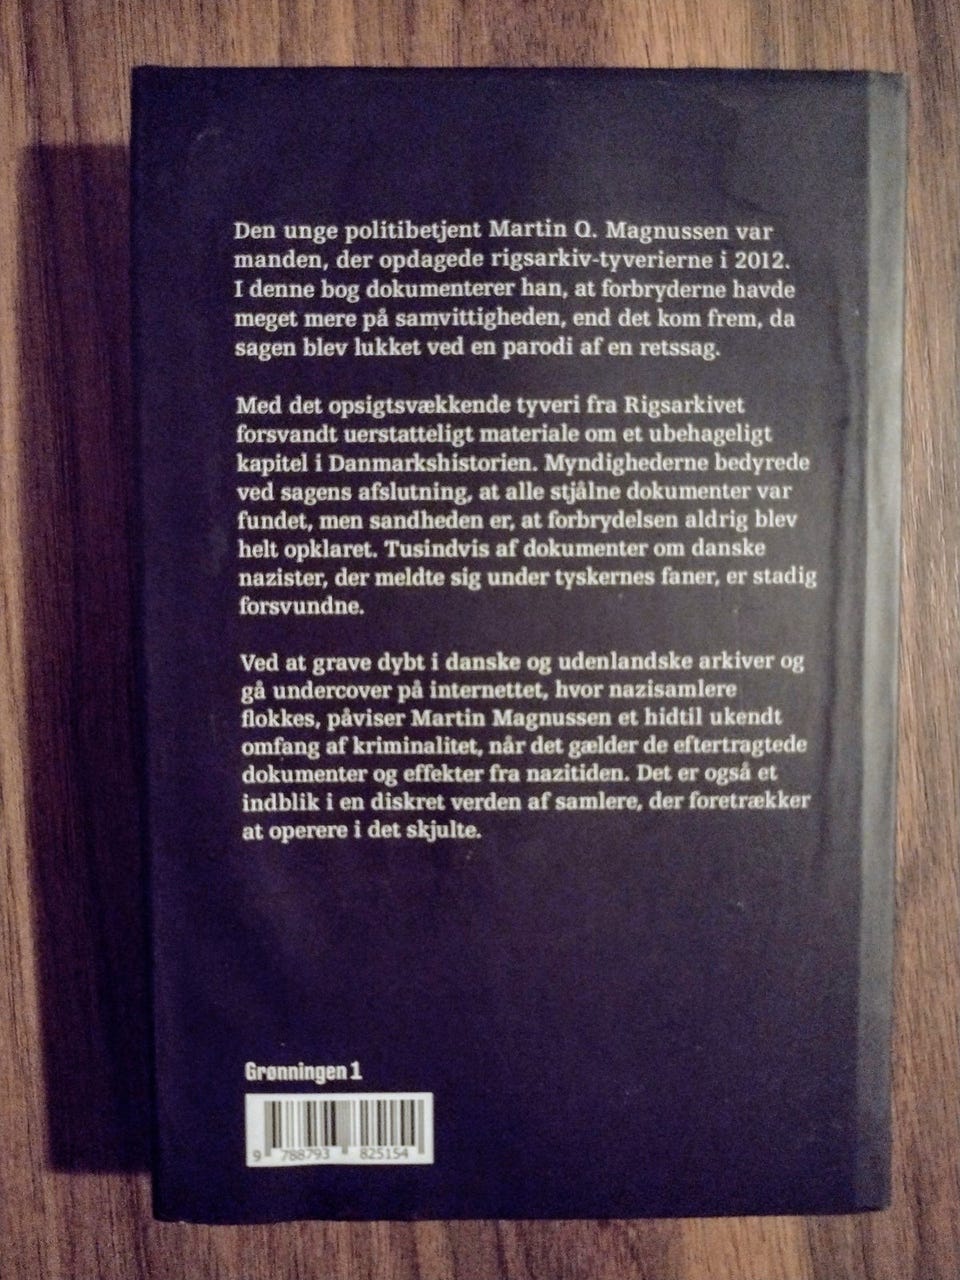 Den unge politibetjent Martin Q. Magnussen var
manden, der opdagede rigsarkiv-tyverierne i 2012.
I denne bog dokumenterer han, at forbryderne havde
meget mere på samvittigheden, end det kom frem, da
sagen blev lukket ved en parodi af en retssag.
Med det opsigtsvækkende tyveri fra Rigsarkivet
forsvandt uerstatteligt materiale om et ubehageligt
kapitel i Danmarkshistorien. Myndighederne bedyrede
ved sagens afslutning, at alle stjålne dokumenter var
fundet, men sandheden er, at forbrydelsen aldrig blev
helt opklaret. Tusindvis af dokumenter om danske
nazister, der meldte sig under tyskernes faner, er stadig
forsvundne.
Ved at grave dybt i danske og udenlandske arkiver og
gå undercover på internettet, hvor nazisamlere
flokkes, påviser Martin Magnussen et hidtil ukendt
omfang af kriminalitet, når det gælder de eftertragtede
dokumenter og effekter fra nazitiden. Det er også et
indblik i en diskret verden af samlere, der foretrækker
at operere i det skjulte.
Grønningen 1
9 788793 825154